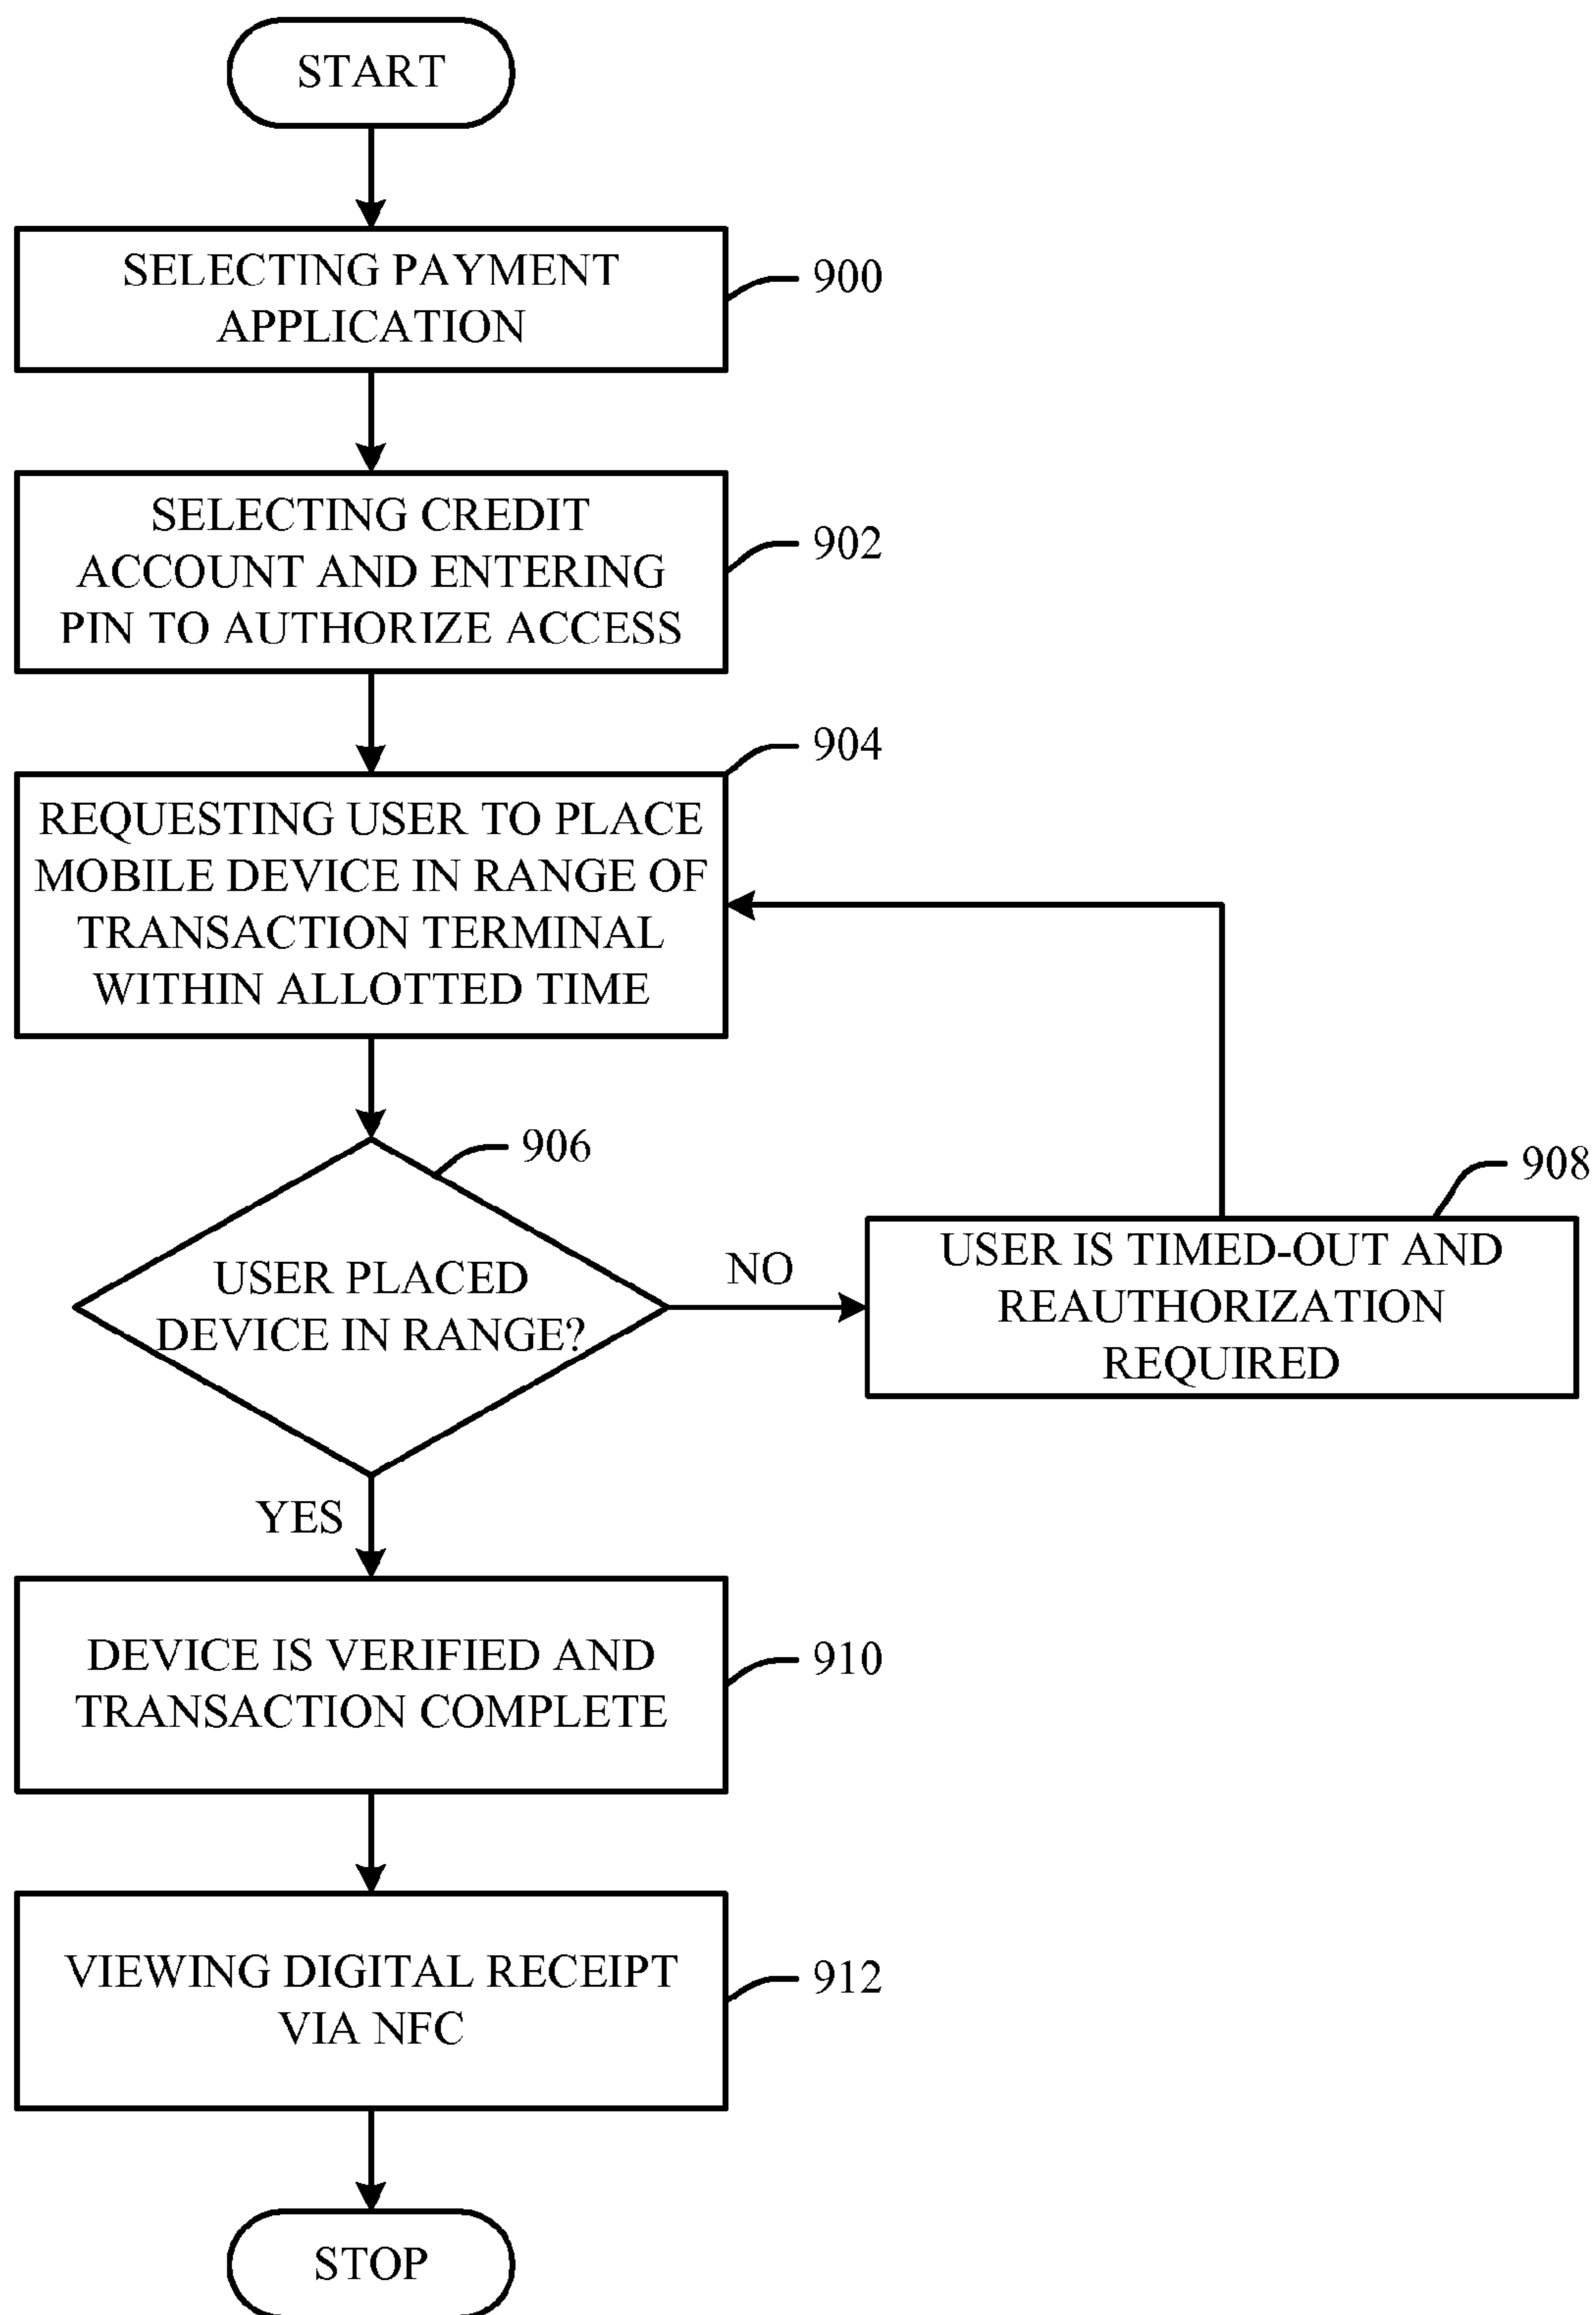 START
SELECTING PAYMENT
APPLICATION
900
SELECTING CREDIT
ACCOUNT AND ENTERING
PIN TO AUTHORIZE ACCESS
902
904
REQUESTING USER TO PLACE
MOBILE DEVICE IN RANGE OF
TRANSACTION TERMINAL
WITHIN ALLOTTED TIME
906
USER PLACED
DEVICE IN RANGE?
NO
908
USER IS TIMED-OUT AND
REAUTHORIZATION
REQUIRED
YES
DEVICE IS VERIFIED AND
TRANSACTION COMPLETE
910
VIEWING DIGITAL RECEIPT
VIA NFC
912
STOP